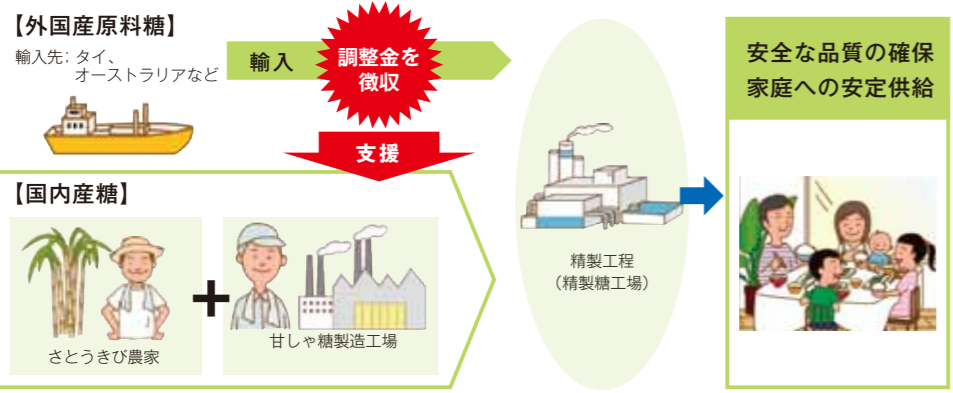 【外国産原料糖】
輸入先: タイ、
オーストラリアなど
輸入
調整金を
徴収
支援
【国内産糖】
さとうきび農家
+
甘しゃ糖製造工場
精製工程
（精製糖工場）
安全な品質の確保
家庭への安定供給